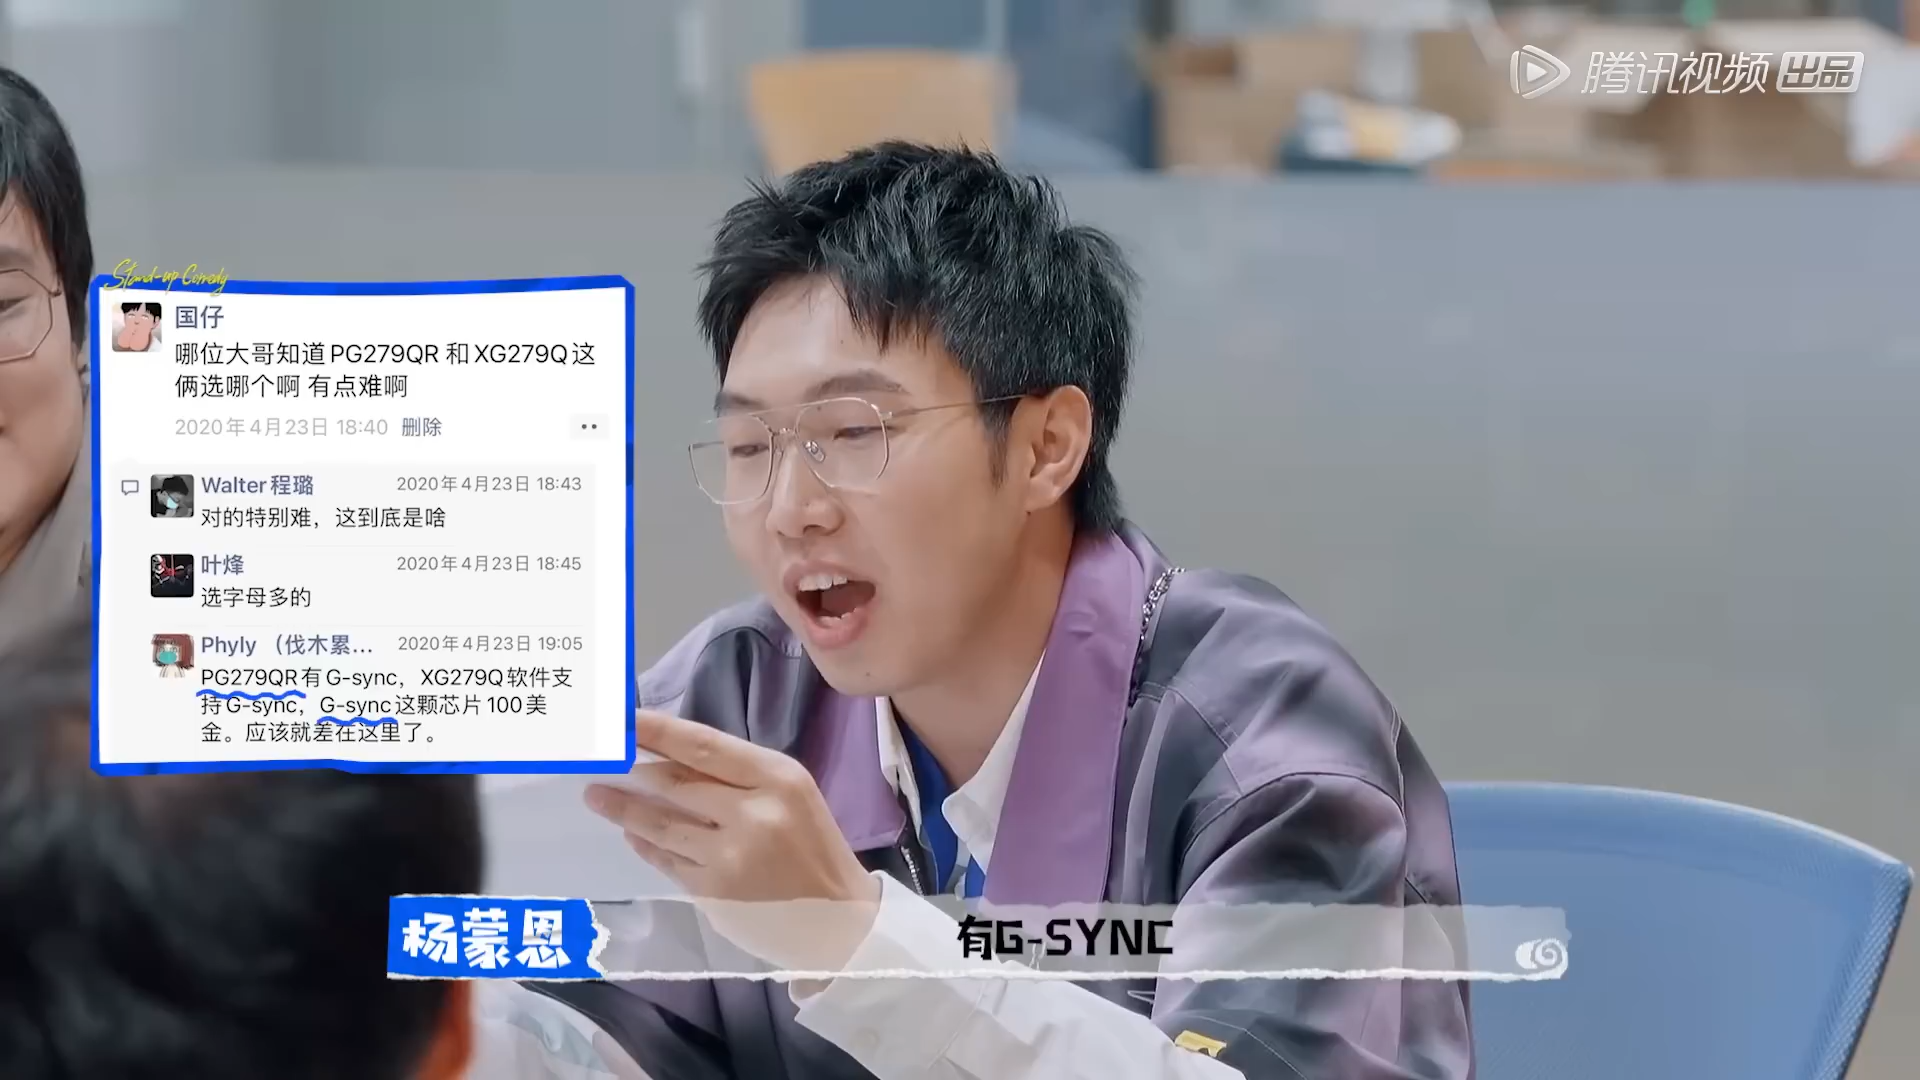 腾讯视频 出品
Stand-up Comedy
国仔
哪位大哥知道PG279QR 和XG279Q这
俩选哪个啊 有点难啊
2020年4月23日 18:40 删除
Walter程璐 2020年4月23日 18:43
对的特别难，这到底是啥
叶烽 2020年4月23日 18:45
选字母多的
Phyly （伐木累... 2020年4月23日 19:05
PG279QR有G-sync，XG279Q软件支
持G-sync，G-sync这颗芯片100美
金。应该就差在这里了。
杨蒙恩 有G-SYNC